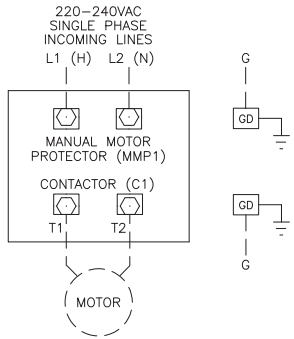 220-240VAC
SINGLE PHASE
INCOMING LINES
L1 (H) L2 (N)
G
MANUAL MOTOR
PROTECTOR (MMP1)
GD
CONTACTOR (C1)
GD
T1 T2
G
MOTOR